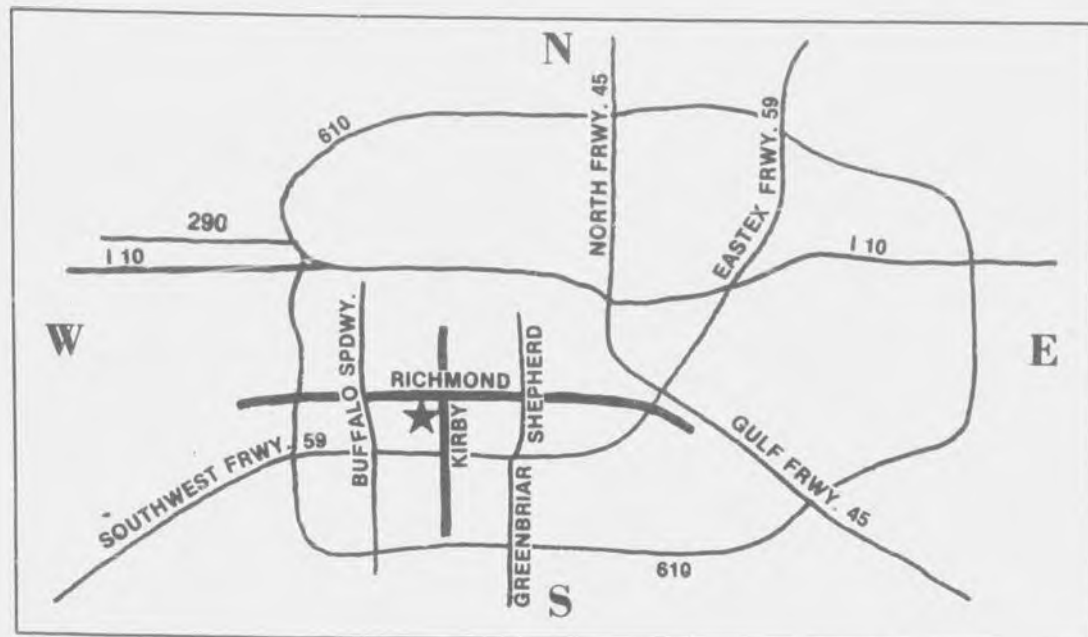 N
610
NORTH FRWY. 45
EASTEX FRWY. 59
290
I 10
I 10
W
E
BUFFALO SPDWY.
RICHMOND
KIRBY
SHEPHERD
SOUTHWEST FRWY. 59
GULF FRWY. 45
GREENBRIAR
610
S